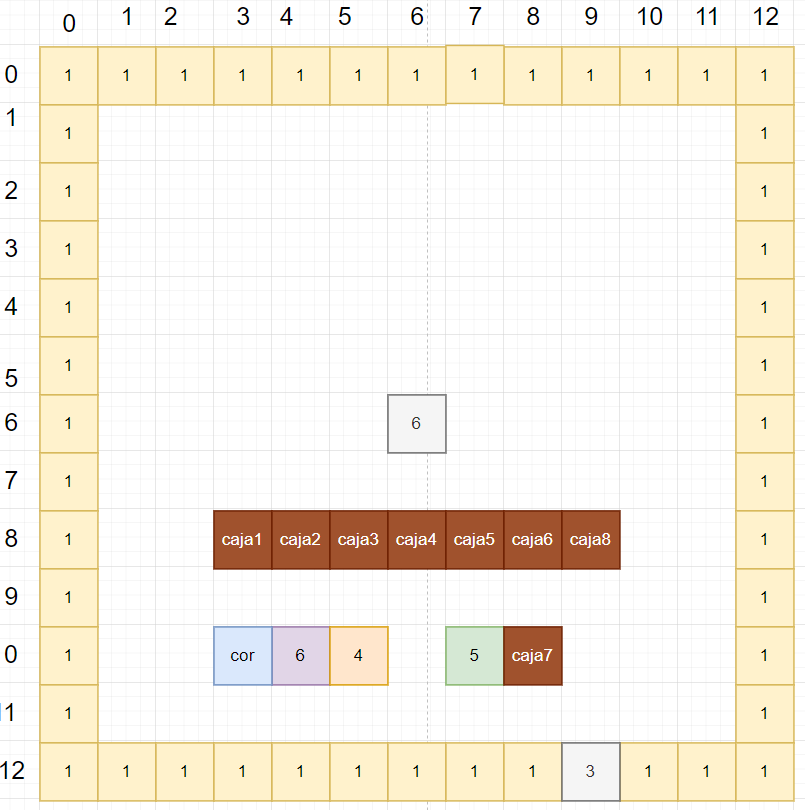 0 1 2 3 4 5 6 7 8 9 10 11 12
0 1 1 1 1 1 1 1 1 1 1 1 1 1
1 1 1
2 1 1
3 1 1
4 1 1
5 1 1
6 1 6 1
7 1 1
8 1 caja1 caja2 caja3 caja4 caja5 caja6 caja8 1
9 1 1
0 1 cor 6 4 5 caja7 1
11 1 1
12 1 1 1 1 1 1 1 1 1 3 1 1 1